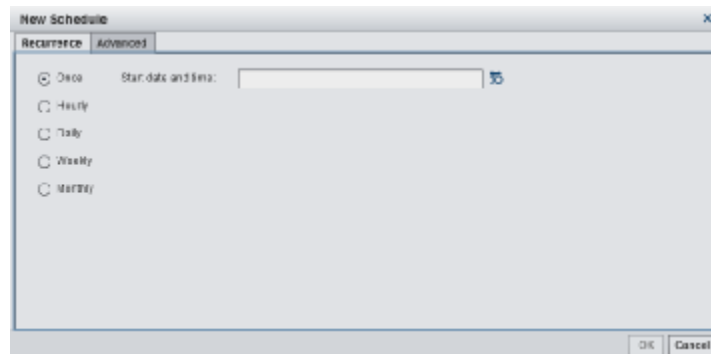 New Schedule
Recurrence Advanced
Once Start date and time:
Hourly
Daily
Weekly
Monthly
OK Cancel